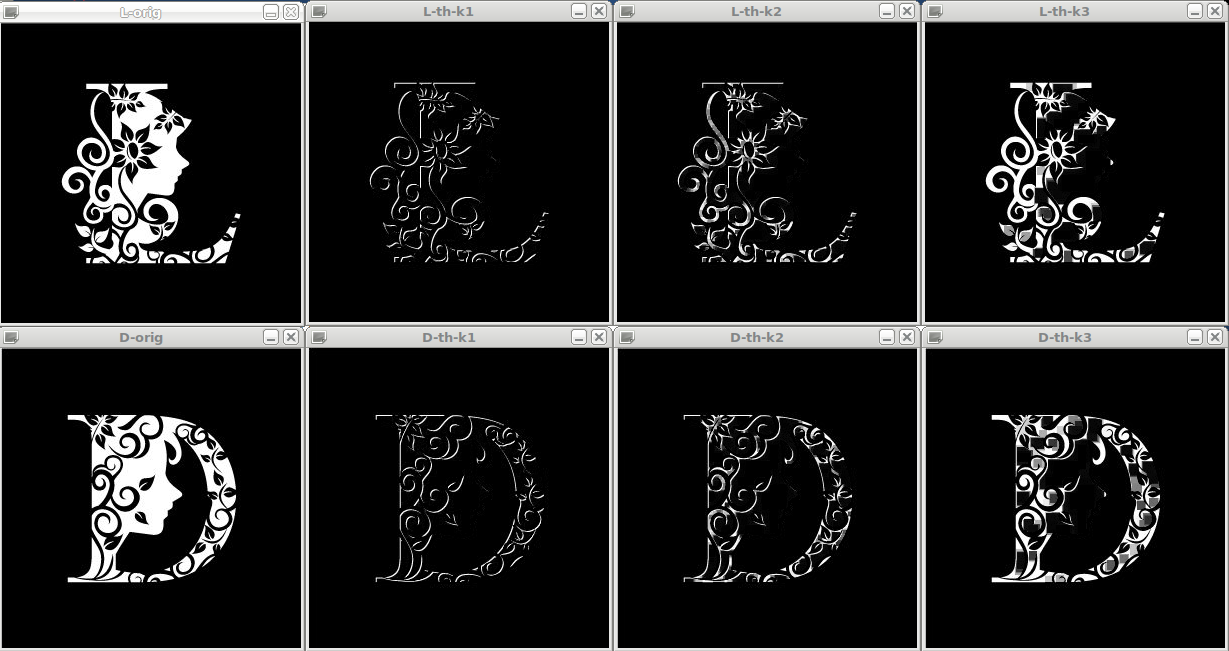 L-orig
L-th-k1
L-th-k2
L-th-k3
L
L
L
L
D-orig
D-th-k1
D-th-k2
D-th-k3
D
D
D
D